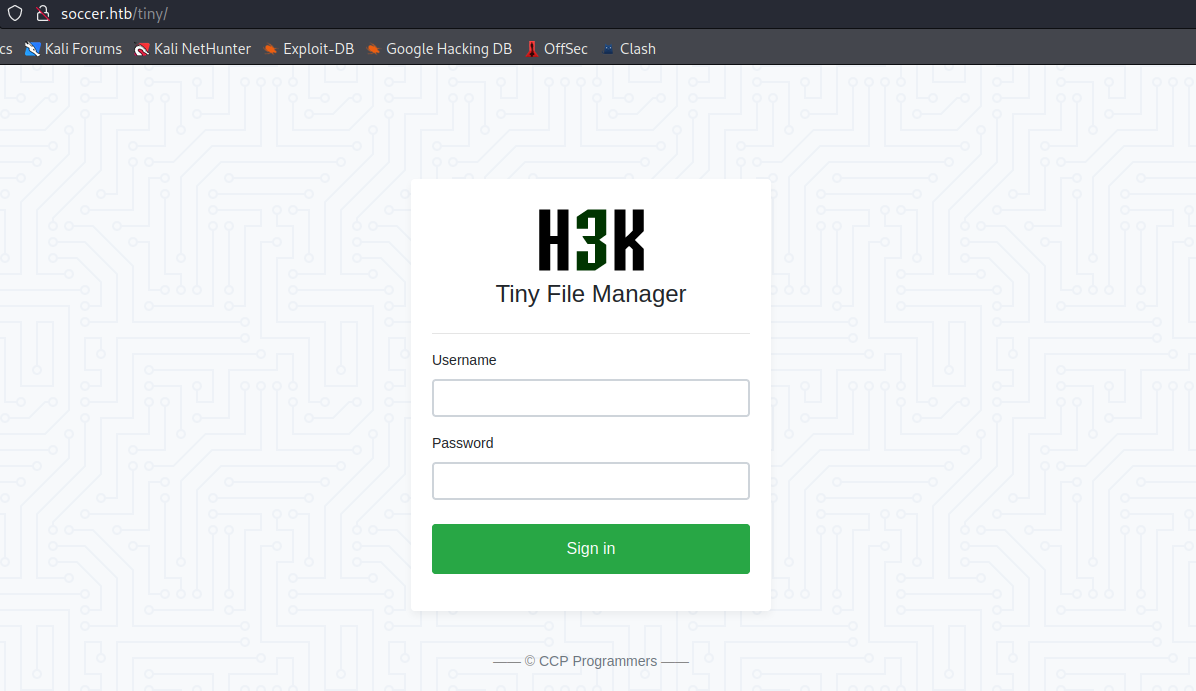 soccer.htb/tiny/
cs Kali Forums Kali NetHunter Exploit-DB Google Hacking DB OffSec Clash
H3K
Tiny File Manager
Username
Password
Sign in
—— © CCP Programmers ——